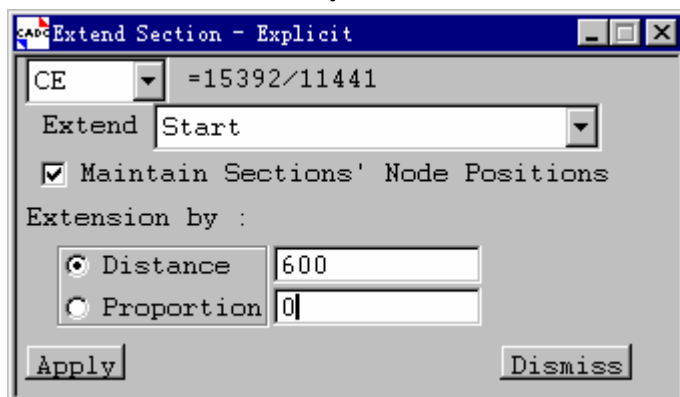 CADC Extend Section - Explicit
CE =15392/11441
Extend Start
Maintain Sections' Node Positions
Extension by :
Distance 600
Proportion 0
Apply Dismiss